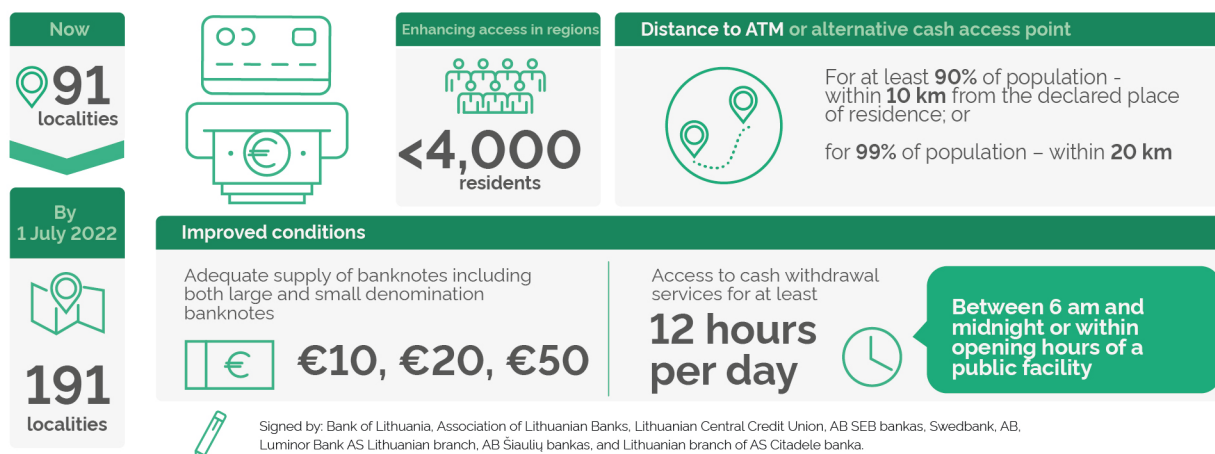 Now
91
localities
By
1 July 2022
191
localities
€
Enhancing access in regions
<4,000
residents
Distance to ATM or alternative cash access point
For at least 90% of population -
within 10 km from the declared place
of residence; or
for 99% of population – within 20 km
Improved conditions
Adequate supply of banknotes including
both large and small denomination
banknotes
€
€10, €20, €50
Access to cash withdrawal
services for at least
12 hours
per day
Between 6 am and
midnight or within
opening hours of a
public facility
Signed by: Bank of Lithuania, Association of Lithuanian Banks, Lithuanian Central Credit Union, AB SEB bankas, Swedbank, AB,
Luminor Bank AS Lithuanian branch, AB Šiaulių bankas, and Lithuanian branch of AS Citadele banka.